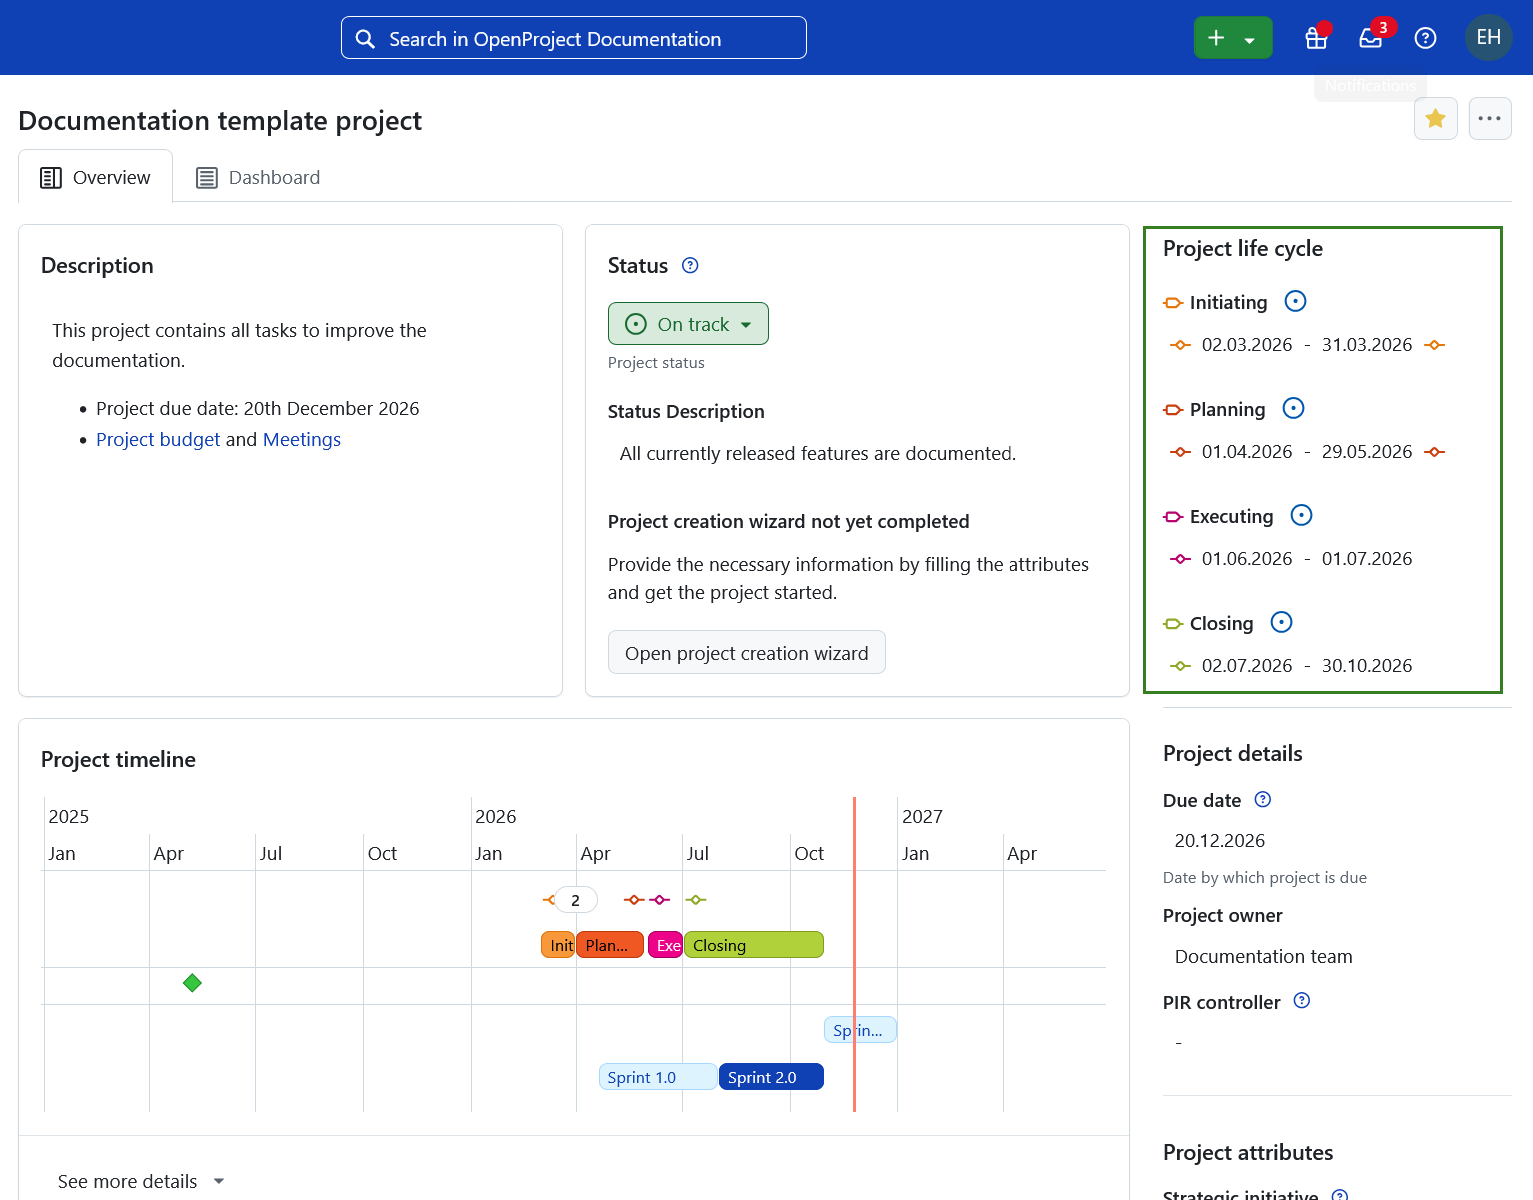 Search in OpenProject Documentation
3
EH
Notifications
Documentation template project
Overview
Dashboard
Description
This project contains all tasks to improve the
documentation.
• Project due date: 20th December 2026
• Project budget and Meetings
Status
On track
Project status
Status Description
All currently released features are documented.
Project creation wizard not yet completed
Provide the necessary information by filling the attributes
and get the project started.
Open project creation wizard
Project life cycle
Initiating
02.03.2026 - 31.03.2026
Planning
01.04.2026 - 29.05.2026
Executing
01.06.2026 - 01.07.2026
Closing
02.07.2026 - 30.10.2026
Project timeline
2025 2026 2027
Jan Apr Jul Oct Jan Apr Jul Oct Jan Apr
2
Init Plan... Exe Closing
Sprin...
Sprint 1.0 Sprint 2.0
See more details
Project details
Due date
20.12.2026
Date by which project is due
Project owner
Documentation team
PIR controller
-
Project attributes
Strategic initiative